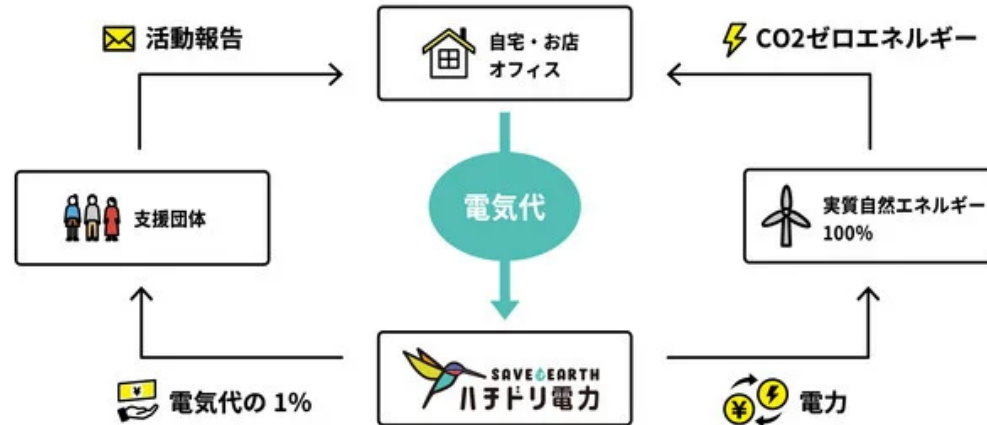 活動報告
自宅・お店
オフィス
CO2ゼロエネルギー
支援団体
電気代
実質自然エネルギー
100%
SAVE EARTH
ハチドリ電力
¥
電気代の 1%
¥
電力